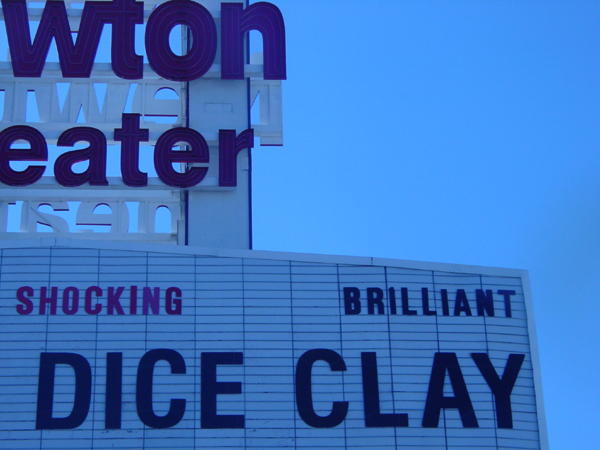 wton
eater
SHOCKING BRILLIANT
DICE CLAY